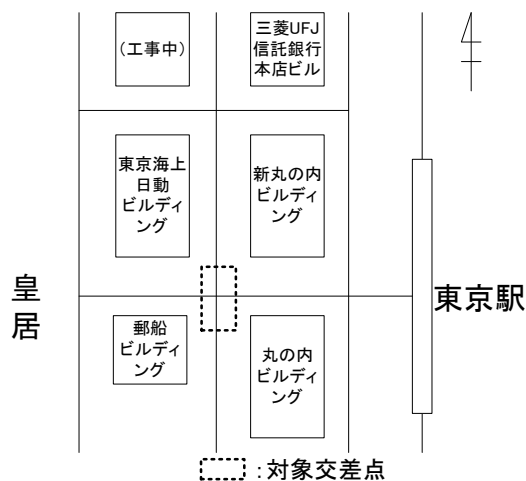 (工事中)
三菱UFJ
信託銀行
本店ビル
東京海上
日動
ビルディ
ング
新丸の内
ビルディ
ング
皇
居
東京駅
郵船
ビルディ
ング
丸の内
ビルディ
ング
:対象交差点